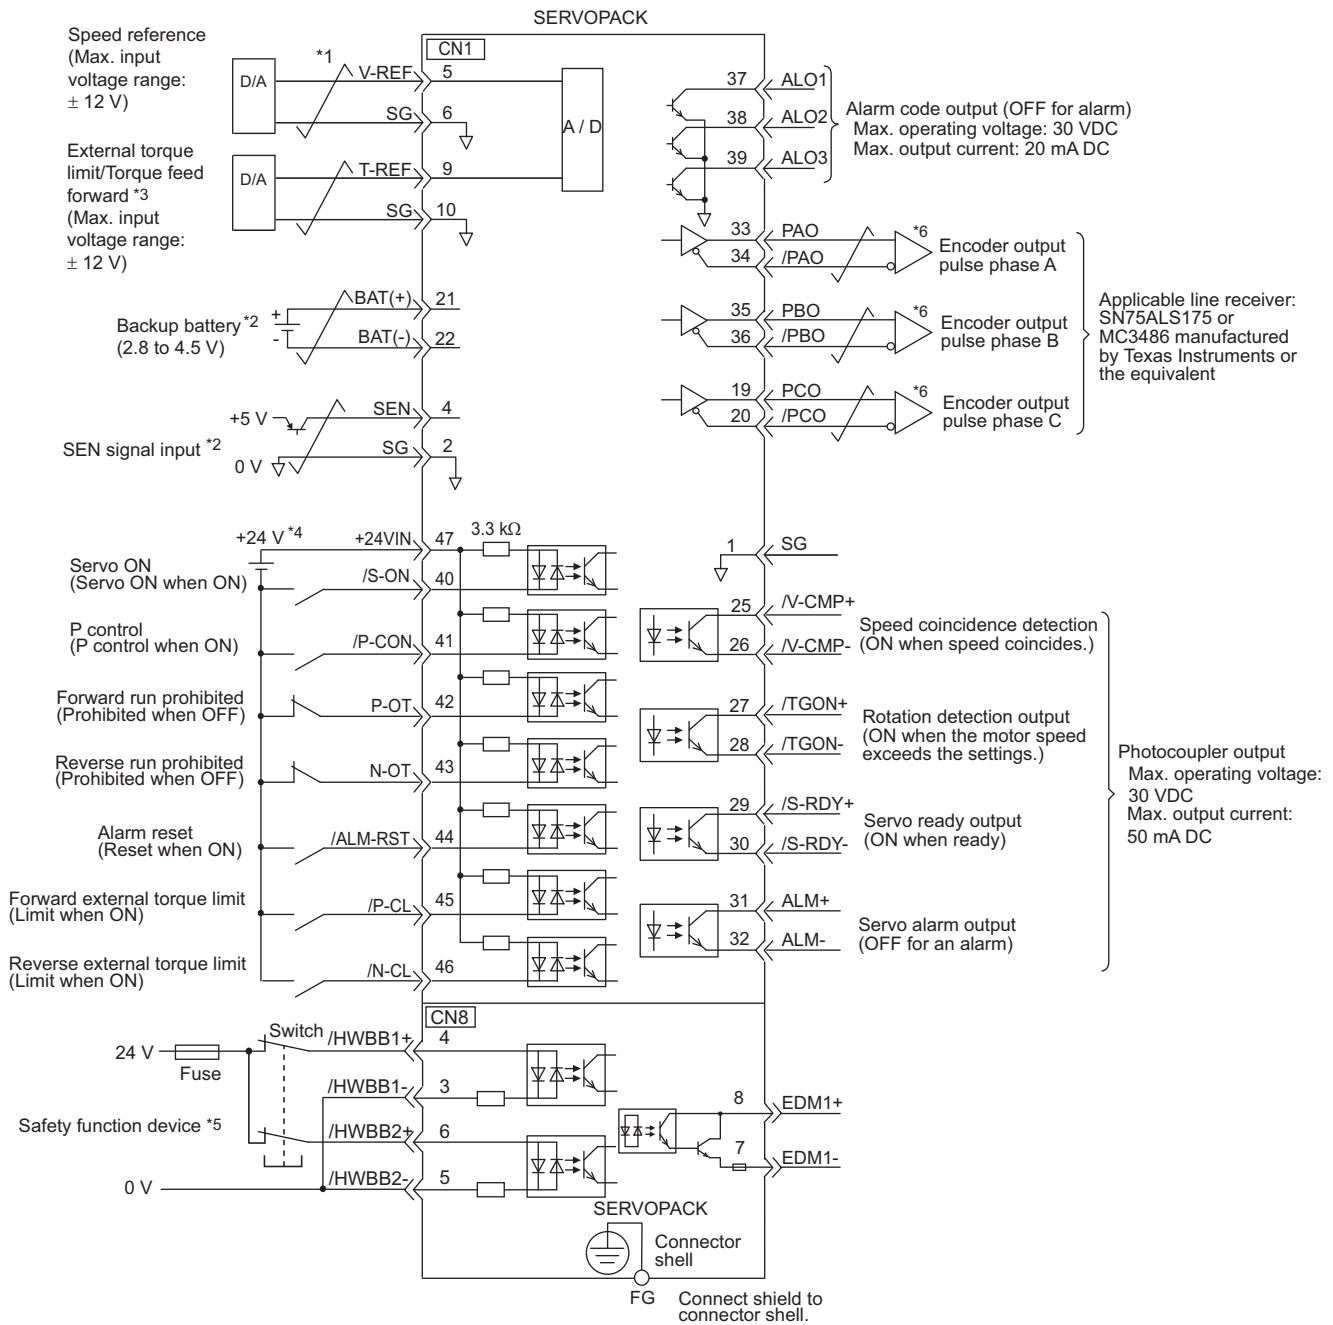 SERVOPACK
CN1
Speed reference
(Max. input
voltage range:
± 12 V)
D/A
*1
V-REF
5
SG
6
A / D
External torque
limit/Torque feed
forward *3
(Max. input
voltage range:
± 12 V)
D/A
T-REF
9
SG
10
Backup battery *2
(2.8 to 4.5 V)
+
-
BAT(+)
21
BAT(-)
22
+5 V
SEN
4
SEN signal input *2
0 V
SG
2
37
ALO1
38
ALO2
39
ALO3
Alarm code output (OFF for alarm)
Max. operating voltage: 30 VDC
Max. output current: 20 mA DC
33
PAO
34
/PAO
*6
Encoder output
pulse phase A
35
PBO
36
/PBO
*6
Encoder output
pulse phase B
19
PCO
20
/PCO
*6
Encoder output
pulse phase C
Applicable line receiver:
SN75ALS175 or
MC3486 manufactured
by Texas Instruments or
the equivalent
+24 V *4
+24VIN
47
3.3 kΩ
Servo ON
(Servo ON when ON)
/S-ON
40
P control
(P control when ON)
/P-CON
41
Forward run prohibited
(Prohibited when OFF)
P-OT
42
Reverse run prohibited
(Prohibited when OFF)
N-OT
43
Alarm reset
(Reset when ON)
/ALM-RST
44
Forward external torque limit
(Limit when ON)
/P-CL
45
Reverse external torque limit
(Limit when ON)
/N-CL
46
1
SG
25
/V-CMP+
26
/V-CMP-
Speed coincidence detection
(ON when speed coincides.)
27
/TGON+
28
/TGON-
Rotation detection output
(ON when the motor speed
exceeds the settings.)
29
/S-RDY+
30
/S-RDY-
Servo ready output
(ON when ready)
31
ALM+
32
ALM-
Servo alarm output
(OFF for an alarm)
Photocoupler output
Max. operating voltage:
30 VDC
Max. output current:
50 mA DC
CN8
24 V
Fuse
Switch
/HWBB1+
4
/HWBB1-
3
Safety function device *5
/HWBB2+
6
0 V
/HWBB2-
5
8
EDM1+
7
EDM1-
SERVOPACK
Connector
shell
FG
Connect shield to
connector shell.